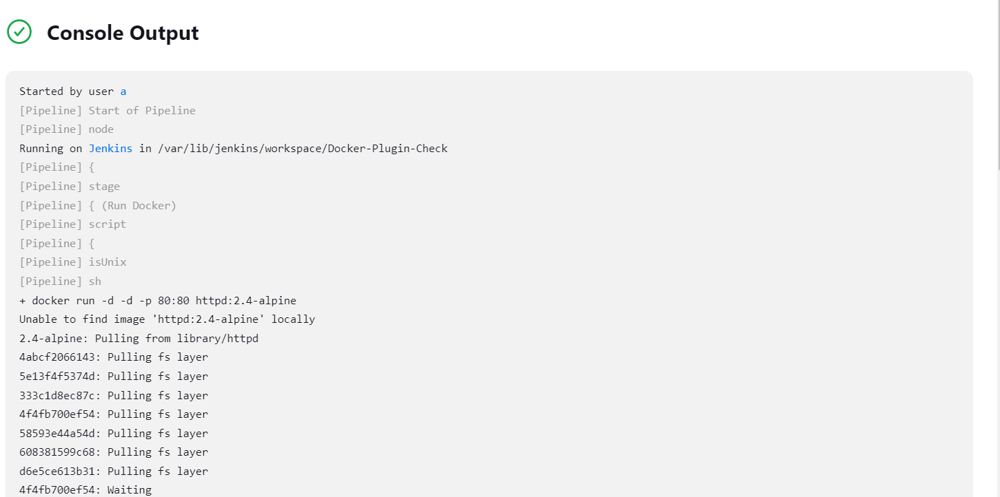 Console Output
Started by user a
[Pipeline] Start of Pipeline
[Pipeline] node
Running on Jenkins in /var/lib/jenkins/workspace/Docker-Plugin-Check
[Pipeline] {
[Pipeline] stage
[Pipeline] { (Run Docker)
[Pipeline] script
[Pipeline] {
[Pipeline] isUnix
[Pipeline] sh
+ docker run -d -d -p 80:80 httpd:2.4-alpine
Unable to find image 'httpd:2.4-alpine' locally
2.4-alpine: Pulling from library/httpd
4abcf2066143: Pulling fs layer
5e13f4f5374d: Pulling fs layer
333c1d8ec87c: Pulling fs layer
4f4fb700ef54: Pulling fs layer
58593e44a54d: Pulling fs layer
608381599c68: Pulling fs layer
d6e5ce613b31: Pulling fs layer
4f4fb700ef54: Waiting